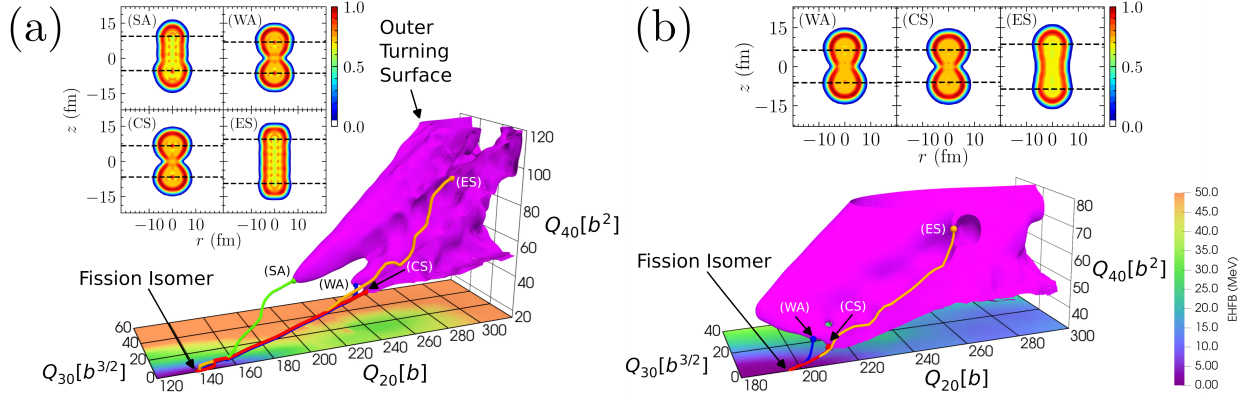 (a)
(SA)
(WA)
(CS)
(ES)
15
0
−15
15
0
−15
z (fm)
−10 0 10
−10 0 10
r (fm)
1.0
0.5
0.0
Outer
Turning
Surface
(ES)
(SA)
(WA)
(CS)
Fission Isomer
120
100
80
60
40
20
Q40[b²]
60
40
20
0
Q30[b^3/2]
120
140
160
180
200
220
240
260
280
300
Q20[b]
(b)
(WA)
(CS)
(ES)
15
0
−15
z (fm)
−10 0 10
−10 0 10
−10 0 10
r (fm)
1.0
0.5
0.0
(ES)
(WA)
(CS)
Fission Isomer
80
70
60
50
40
Q40[b²]
40
20
0
Q30[b^3/2]
180
200
220
240
260
280
300
Q20[b]
50.0
45.0
40.0
35.0
30.0
25.0
20.0
15.0
10.0
5.00
0.00
EHFB (MeV)